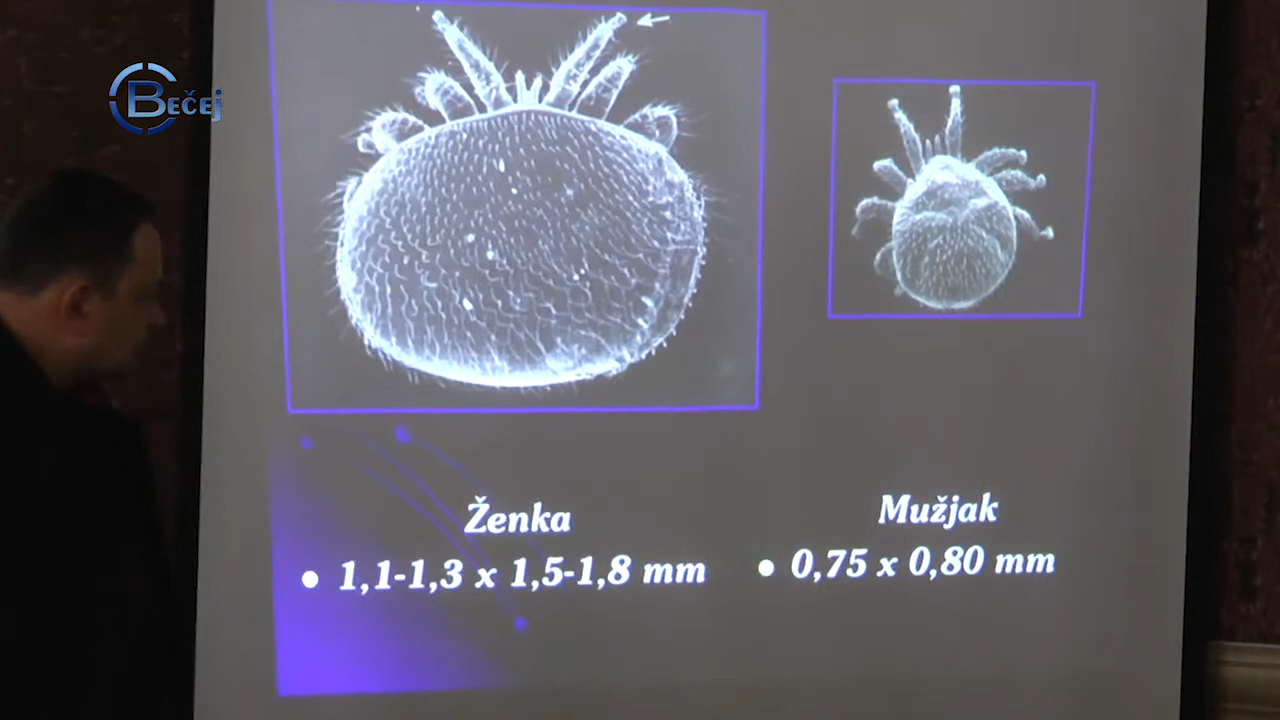 BEČEJ
Ženka
• 1,1-1,3 x 1,5-1,8 mm
Mužjak
• 0,75 x 0,80 mm